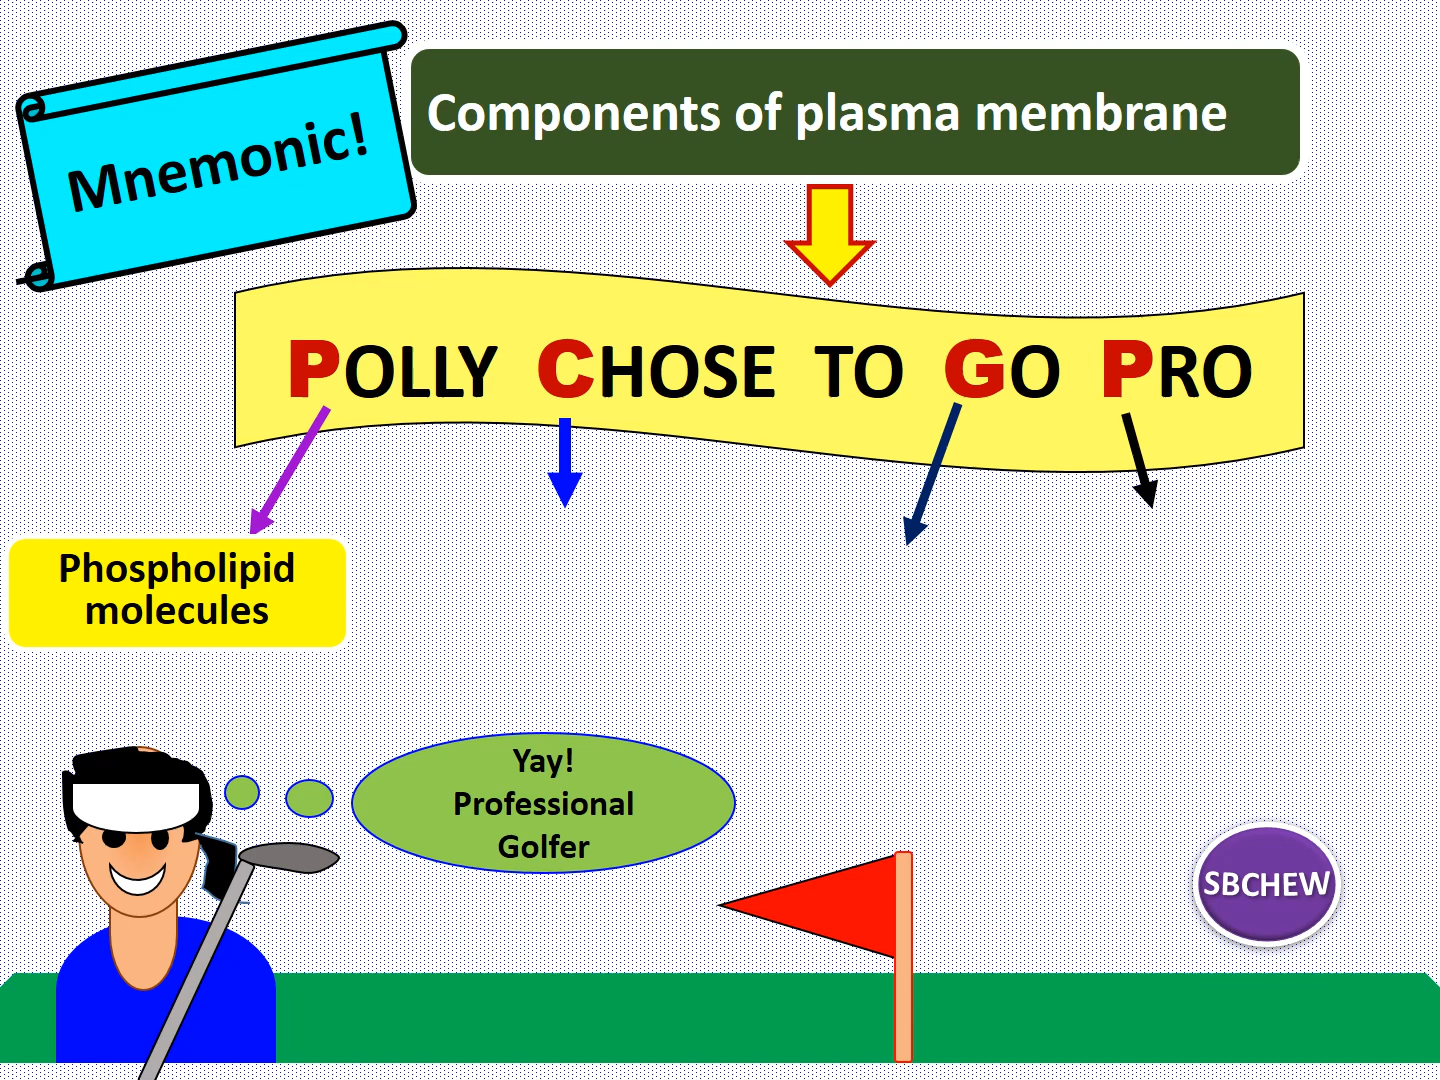 Mnemonic!
Components of plasma membrane
POLLY CHOSE TO GO PRO
Phospholipid
molecules
Yay!
Professional
Golfer
SBCHEW